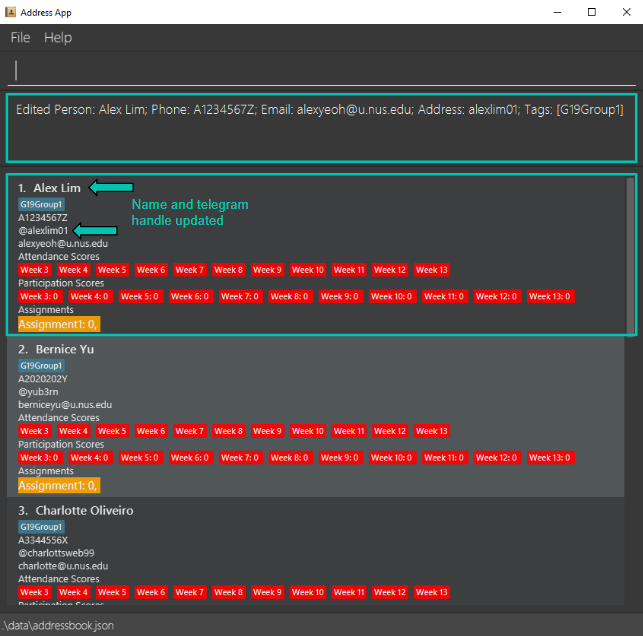 Address App
File Help
Edited Person: Alex Lim; Phone: A1234567Z; Email: alexyeoh@u.nus.edu; Address: alexlim01; Tags: [G19Group1]
1. Alex Lim
G19Group1
A1234567Z
@alexlim01
alexyeoh@u.nus.edu
Name and telegram
handle updated
Attendance Scores
Week 3 Week 4 Week 5 Week 6 Week 7 Week 8 Week 9 Week 10 Week 11 Week 12 Week 13
Participation Scores
Week 3: 0 Week 4: 0 Week 5: 0 Week 6: 0 Week 7: 0 Week 8: 0 Week 9: 0 Week 10: 0 Week 11: 0 Week 12: 0 Week 13: 0
Assignments
Assignment1: 0,
2. Bernice Yu
G19Group1
A2020202Y
@yub3rn
berniceyu@u.nus.edu
Attendance Scores
Week 3 Week 4 Week 5 Week 6 Week 7 Week 8 Week 9 Week 10 Week 11 Week 12 Week 13
Participation Scores
Week 3: 0 Week 4: 0 Week 5: 0 Week 6: 0 Week 7: 0 Week 8: 0 Week 9: 0 Week 10: 0 Week 11: 0 Week 12: 0 Week 13: 0
Assignments
Assignment1: 0,
3. Charlotte Oliveiro
G19Group1
A3344556X
@charlottsweb99
charlotte@u.nus.edu
Attendance Scores
Week 3 Week 4 Week 5 Week 6 Week 7 Week 8 Week 9 Week 10 Week 11 Week 12 Week 13
Participation Scores
.\data\addressbook.json